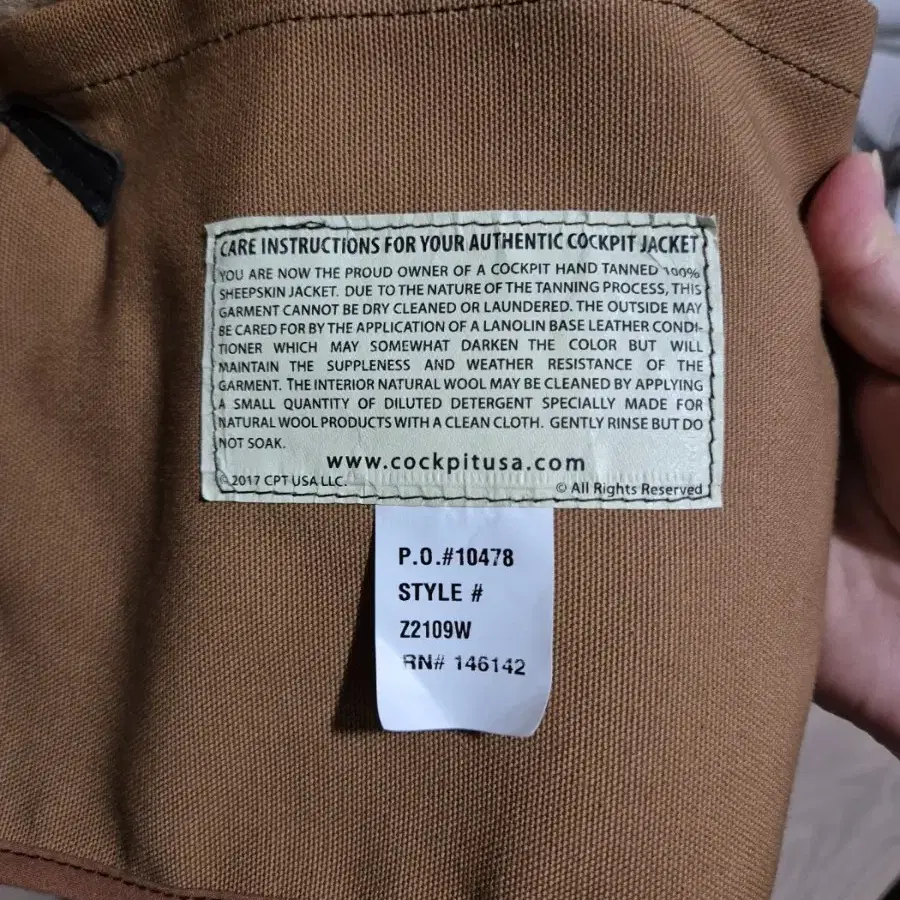 CARE INSTRUCTIONS FOR YOUR AUTHENTIC COCKPIT JACKET
YOU ARE NOW THE PROUD OWNER OF A COCKPIT HAND TANNED 100%
SHEEPSKIN JACKET. DUE TO THE NATURE OF THE TANNING PROCESS, THIS
GARMENT CANNOT BE DRY CLEANED OR LAUNDERED. THE OUTSIDE MAY
BE CARED FOR BY THE APPLICATION OF A LANOLIN BASE LEATHER CONDI-
TIONER WHICH MAY SOMEWHAT DARKEN THE COLOR BUT WILL
MAINTAIN THE SUPPLENESS AND WEATHER RESISTANCE OF THE
GARMENT. THE INTERIOR NATURAL WOOL MAY BE CLEANED BY APPLYING
A SMALL QUANTITY OF DILUTED DETERGENT SPECIALLY MADE FOR
NATURAL WOOL PRODUCTS WITH A CLEAN CLOTH. GENTLY RINSE BUT DO
NOT SOAK.
www.cockpitusa.com
© 2017 CPT USA LLC. © All Rights Reserved
P.O.#10478
STYLE #
Z2109W
RN# 146142